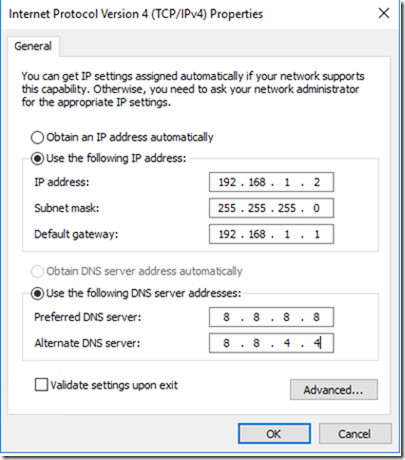 Internet Protocol Version 4 (TCP/IPv4) Properties
General
You can get IP settings assigned automatically if your network supports
this capability. Otherwise, you need to ask your network administrator
for the appropriate IP settings.
Obtain an IP address automatically
Use the following IP address:
IP address: 192 . 168 . 1 . 2
Subnet mask: 255 . 255 . 255 . 0
Default gateway: 192 . 168 . 1 . 1
Obtain DNS server address automatically
Use the following DNS server addresses:
Preferred DNS server: 8 . 8 . 8 . 8
Alternate DNS server: 8 . 8 . 4 . 4
Validate settings upon exit
Advanced...
OK Cancel